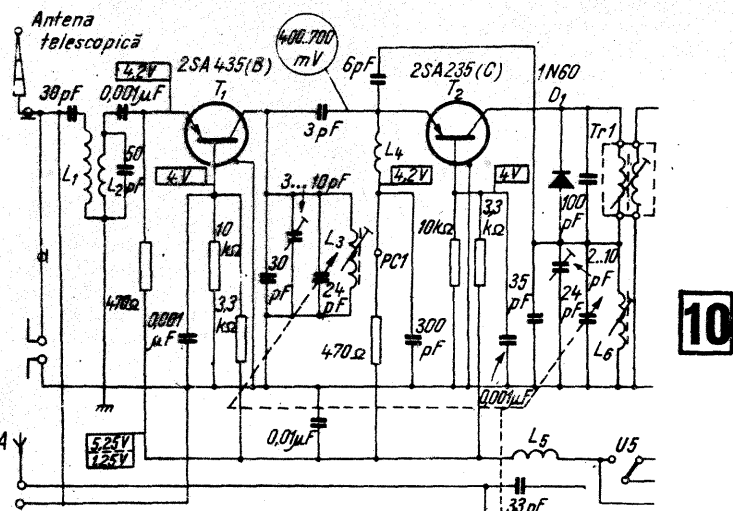 Antena
telescopică
30pF
0,001µF
4,2V
2SA435(B)
T1
400..700
mV
6pF
2SA235(C)
T2
1N60
D1
Tr1
3pF
L1
L2
50
pF
4V
L4
4,2V
4V
3...10pF
10
kΩ
L3
PC1
10kΩ
3,3
kΩ
100
pF
470Ω
0,001
µF
3,3
kΩ
30
pF
24
pF
470Ω
300
pF
35
pF
2..10
pF
24
pF
L6
10
0,001µF
0,01µF
5,25V
1,25V
A
L5
U5
33pF